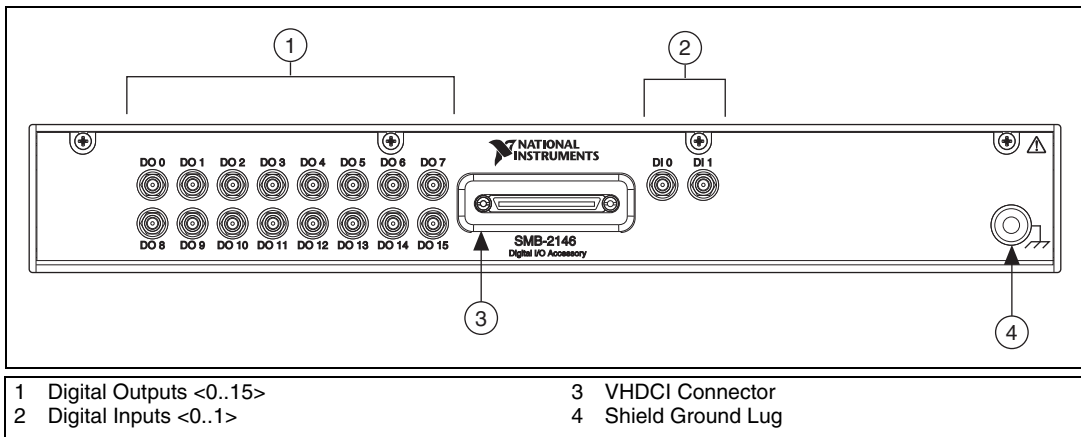 1
2
NATIONAL
INSTRUMENTS
DO 0 DO 1 DO 2 DO 3 DO 4 DO 5 DO 6 DO 7
DI 0 DI 1
DO 8 DO 9 DO 10 DO 11 DO 12 DO 13 DO 14 DO 15
SMB-2146
Digital I/O Accessory
3
4
1 Digital Outputs <0..15>
2 Digital Inputs <0..1>
3 VHDCI Connector
4 Shield Ground Lug